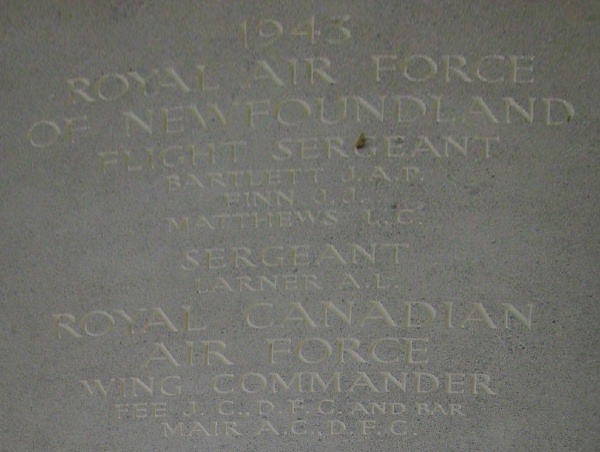 1943
ROYAL AIR FORCE
OF NEWFOUNDLAND
FLIGHT SERGEANT
BARTLETT J.A.P.
FINN J.J.
MATTHEWS L.C.
SERGEANT
LARNER A.L.
ROYAL CANADIAN
AIR FORCE
WING COMMANDER
FEE J.C., D.F.C. AND BAR
MAIR A.C., D.F.C.